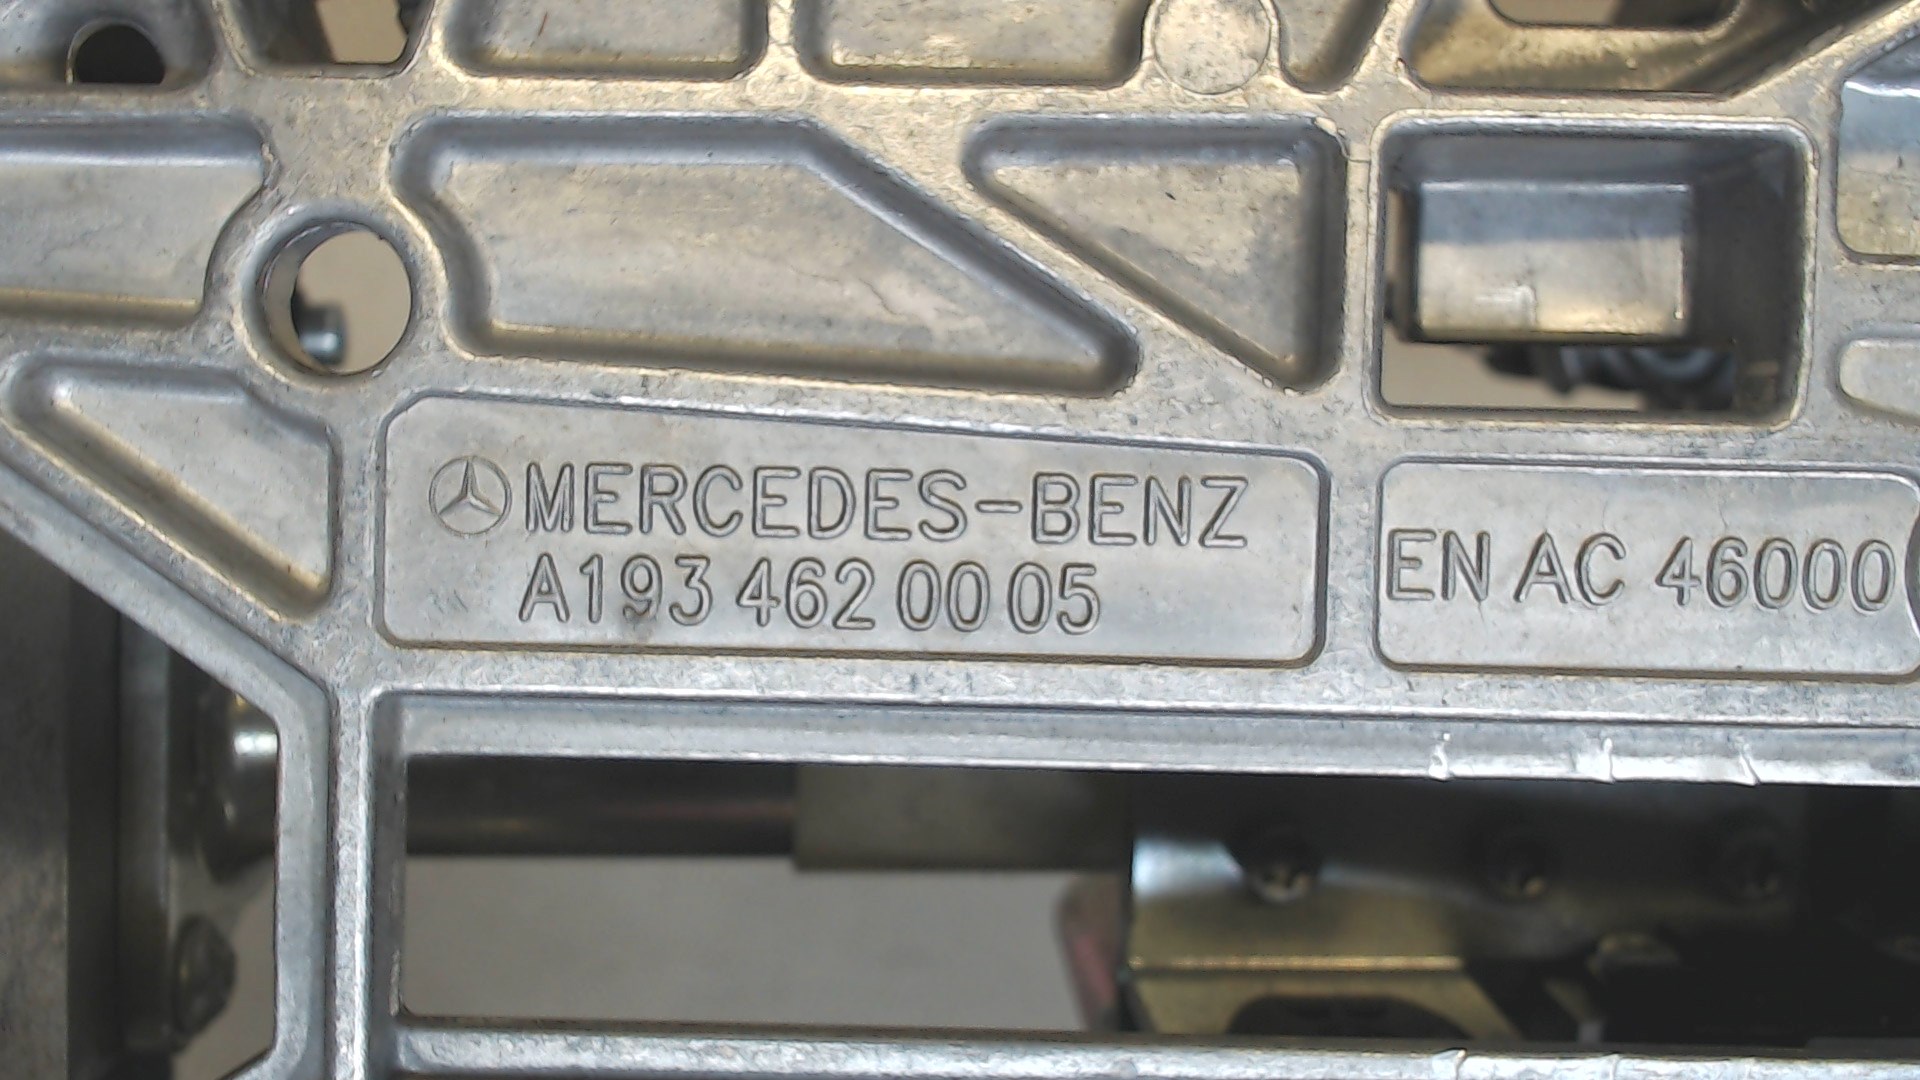 MERCEDES-BENZ
A193 462 00 05
EN AC 46000